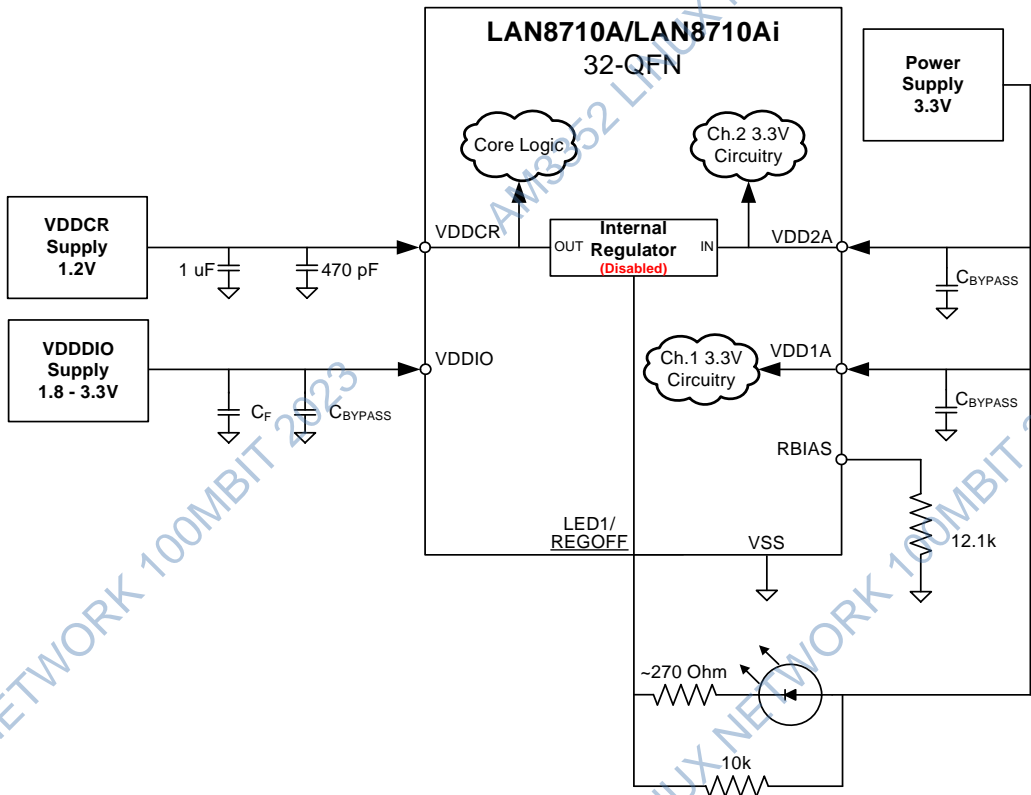 LAN8710A/LAN8710Ai
32-QFN
Power
Supply
3.3V
Core Logic
Ch.2 3.3V
Circuitry
VDDCR
Supply
1.2V
VDDCR
OUT
Internal
Regulator
(Disabled)
IN
VDD2A
1 uF
470 pF
CBYPASS
VDDDIO
Supply
1.8 - 3.3V
VDDIO
Ch.1 3.3V
Circuitry
VDD1A
CF
CBYPASS
CBYPASS
RBIAS
12.1k
LED1/
REGOFF
VSS
~270 Ohm
10k
AM3352 LINUX
NETWORK 100MBIT 2023
LINUX NETWORK 100MBIT